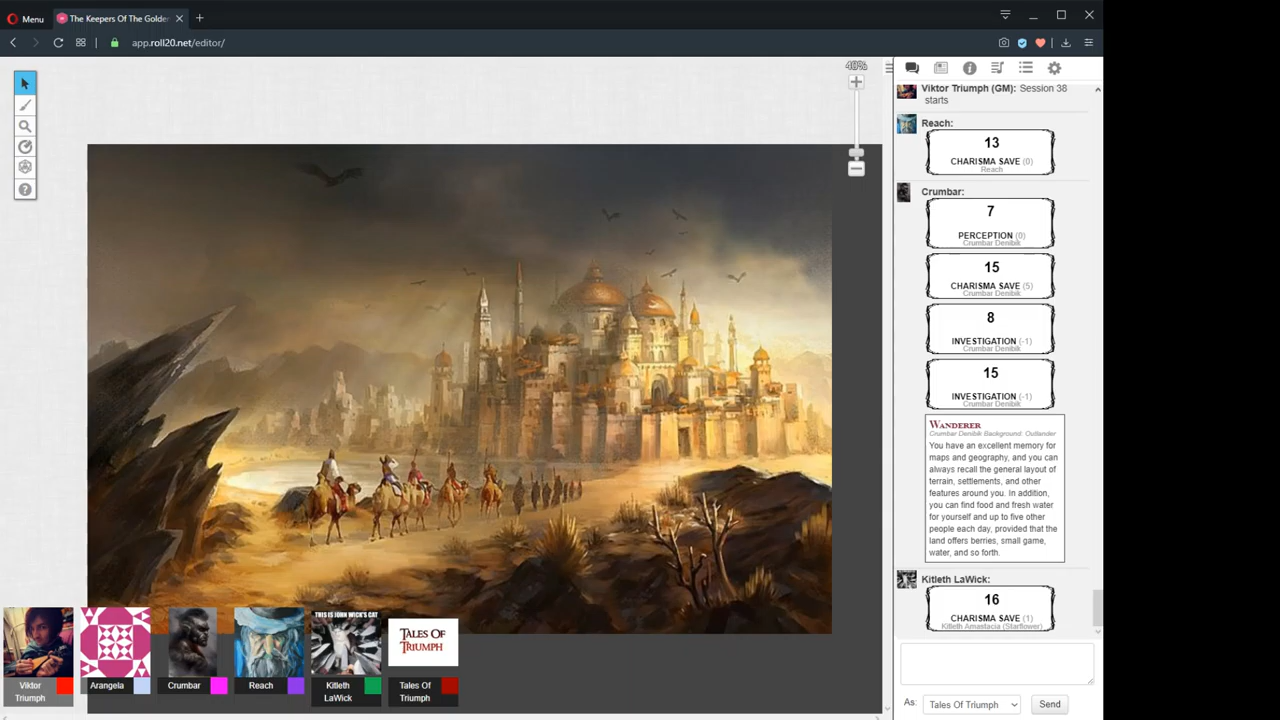 Menu
The Keepers Of The Golder
app.roll20.net/editor/
40%
Viktor Triumph (GM): Session 38
starts
Reach:
13
CHARISMA SAVE (0)
Reach
Crumbar:
7
PERCEPTION (0)
Crumbar Denibik
15
CHARISMA SAVE (5)
Crumbar Denibik
8
INVESTIGATION (-1)
Crumbar Denibik
15
INVESTIGATION (-1)
Crumbar Denibik
WANDERER
Crumbar Denibik Background: Outlander
You have an excellent memory for
maps and geography, and you can
always recall the general layout of
terrain, settlements, and other
features around you. In addition,
you can find food and fresh water
for yourself and up to five other
people each day, provided that the
land offers berries, small game,
water, and so forth.
Kitleth LaWick:
16
CHARISMA SAVE (1)
Kitleth Amastacia (Starflower)
THIS IS JOHN WICK'S CAT
TALES OF
TRIUMPH
Viktor
Triumph
Arangela
Crumbar
Reach
Kitleth
LaWick
Tales Of
Triumph
As:
Tales Of Triumph
Send